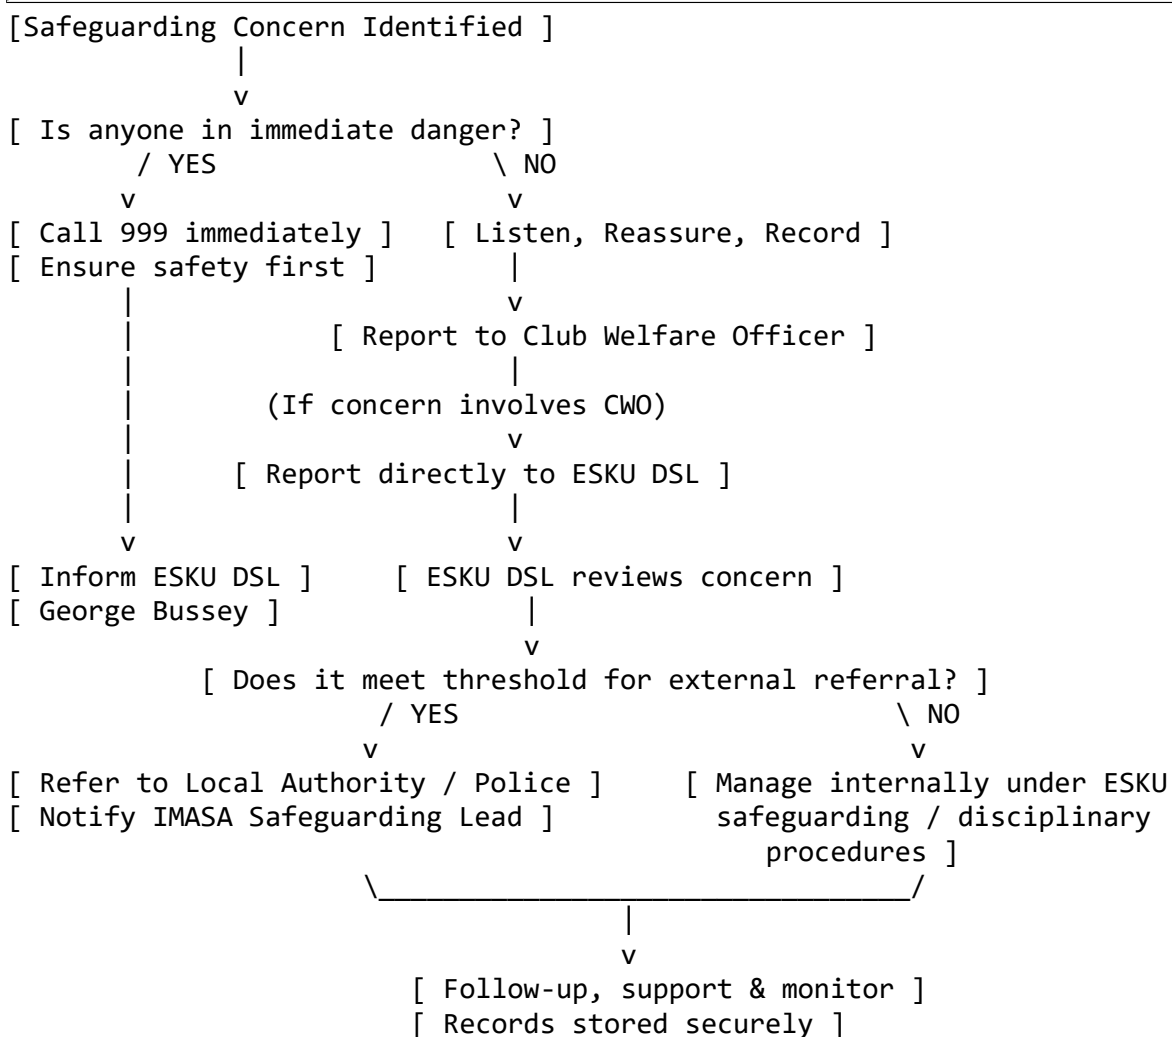 [Safeguarding Concern Identified ]
|
v
[ Is anyone in immediate danger? ]
/ YES \ NO
v v
[ Call 999 immediately ] [ Listen, Reassure, Record ]
[ Ensure safety first ] |
| v
| [ Report to Club Welfare Officer ]
| |
| (If concern involves CWO)
| v
| [ Report directly to ESKU DSL ]
| |
v v
[ Inform ESKU DSL ] [ ESKU DSL reviews concern ]
[ George Bussey ] |
v
[ Does it meet threshold for external referral? ]
/ YES \ NO
v v
[ Refer to Local Authority / Police ] [ Manage internally under ESKU
[ Notify IMASA Safeguarding Lead ] safeguarding / disciplinary
procedures ]
\____________________________________/
|
v
[ Follow-up, support & monitor ]
[ Records stored securely ]